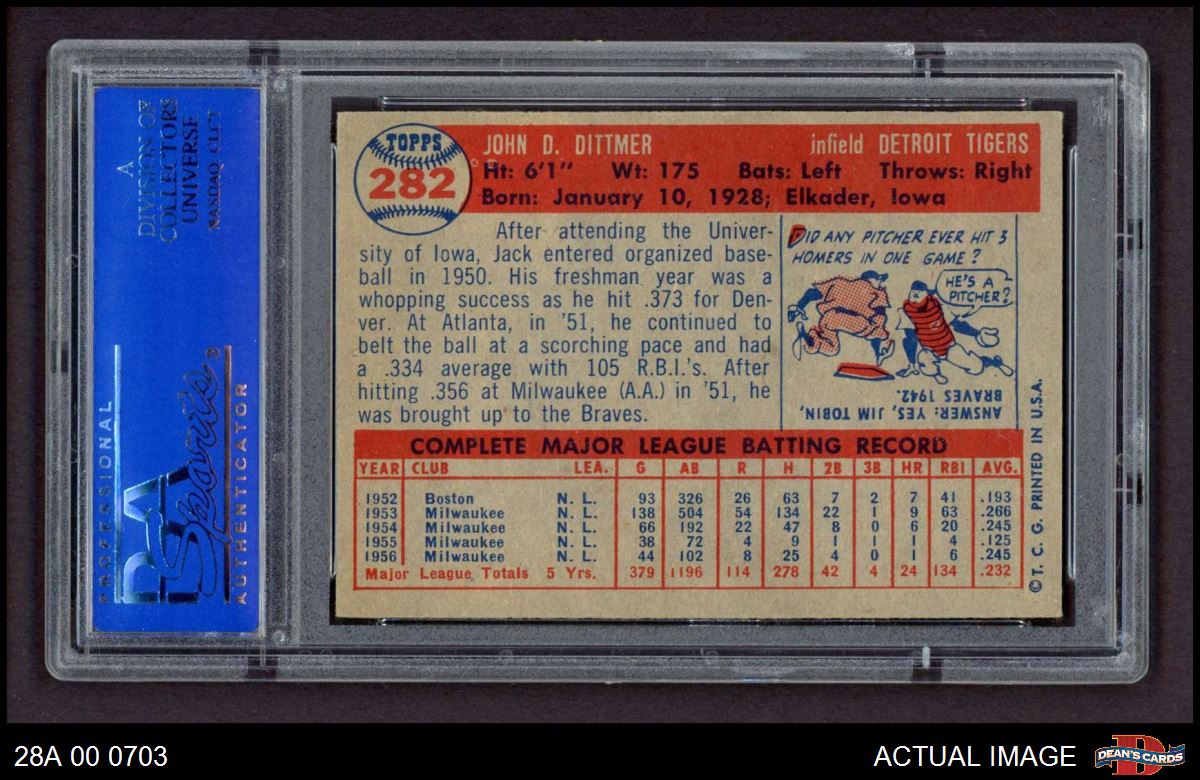 A
DIVISION OF
COLLECTORS
UNIVERSE
NASDAQ: CLCT
PROFESSIONAL
PSA
Sports ®
AUTHENTICATOR
TOPPS
282
JOHN D. DITTMER infield DETROIT TIGERS
Ht: 6'1" Wt: 175 Bats: Left Throws: Right
Born: January 10, 1928; Elkader, Iowa
After attending the Univer-
sity of Iowa, Jack entered organized base-
ball in 1950. His freshman year was a
whopping success as he hit .373 for Den-
ver. At Atlanta, in '51, he continued to
belt the ball at a scorching pace and had
a .334 average with 105 R.B.I.'s. After
hitting .356 at Milwaukee (A.A.) in '51, he
was brought up to the Braves.
DID ANY PITCHER EVER HIT 3
HOMERS IN ONE GAME?
HE'S A
PITCHER?
ANSWER: YES, JIM TOBIN,
BRAVES 1942.
COMPLETE MAJOR LEAGUE BATTING RECORD
YEAR CLUB LEA. G AB R H 2B 3B HR RBI AVG.
1952 Boston N. L. 93 326 26 63 7 2 7 41 .193
1953 Milwaukee N. L. 138 504 54 134 22 1 9 63 .266
1954 Milwaukee N. L. 66 192 22 47 8 0 6 20 .245
1955 Milwaukee N. L. 38 72 4 9 1 1 1 4 .125
1956 Milwaukee N. L. 44 102 8 25 4 0 1 6 .245
Major League Totals 5 Yrs. 379 1196 114 278 42 4 24 134 .232
© T. C. G. PRINTED IN U.S.A.
28A 00 0703
ACTUAL IMAGE
D
DEAN'S CARDS